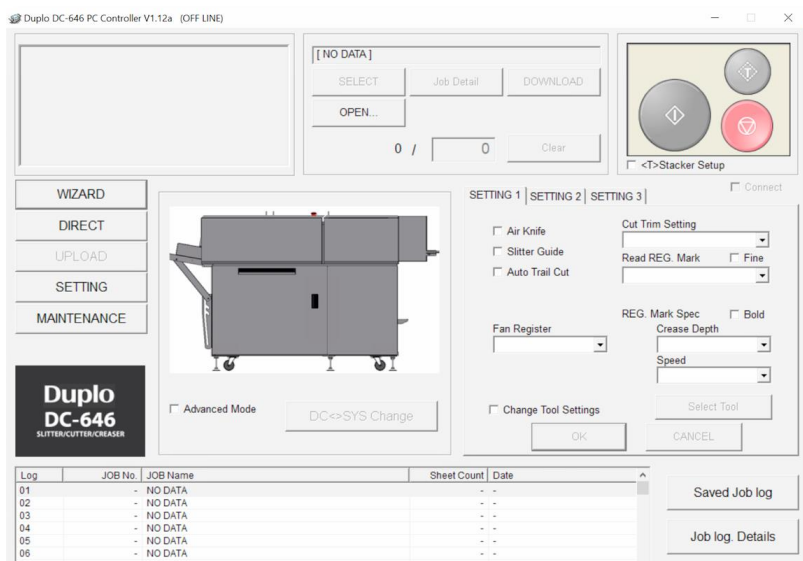 Duplo DC-646 PC Controller V1.12a (OFF LINE)
[ NO DATA ]
SELECT
Job Detail
DOWNLOAD
OPEN...
0 / 0
Clear
T
<T>Stacker Setup
WIZARD
DIRECT
UPLOAD
SETTING
MAINTENANCE
Duplo
DC-646
SLITTER/CUTTER/CREASER
Advanced Mode
DC<>SYS Change
Connect
SETTING 1 SETTING 2 SETTING 3
Air Knife
Slitter Guide
Auto Trail Cut
Cut Trim Setting
Read REG. Mark Fine
REG. Mark Spec Bold
Fan Register
Crease Depth
Speed
Change Tool Settings
Select Tool
OK
CANCEL
Log JOB No. JOB Name Sheet Count Date
01 - NO DATA - -
02 - NO DATA - -
03 - NO DATA - -
04 - NO DATA - -
05 - NO DATA - -
06 - NO DATA - -
Saved Job log
Job log. Details